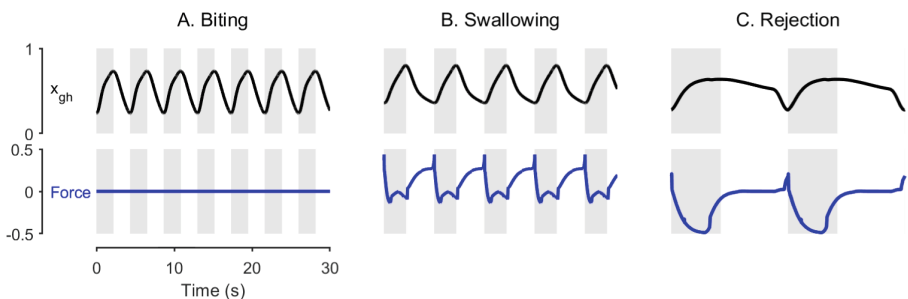 A. Biting
B. Swallowing
C. Rejection
1
x_gh
0
0.5
Force
0
-0.5
0 10 20 30
Time (s)